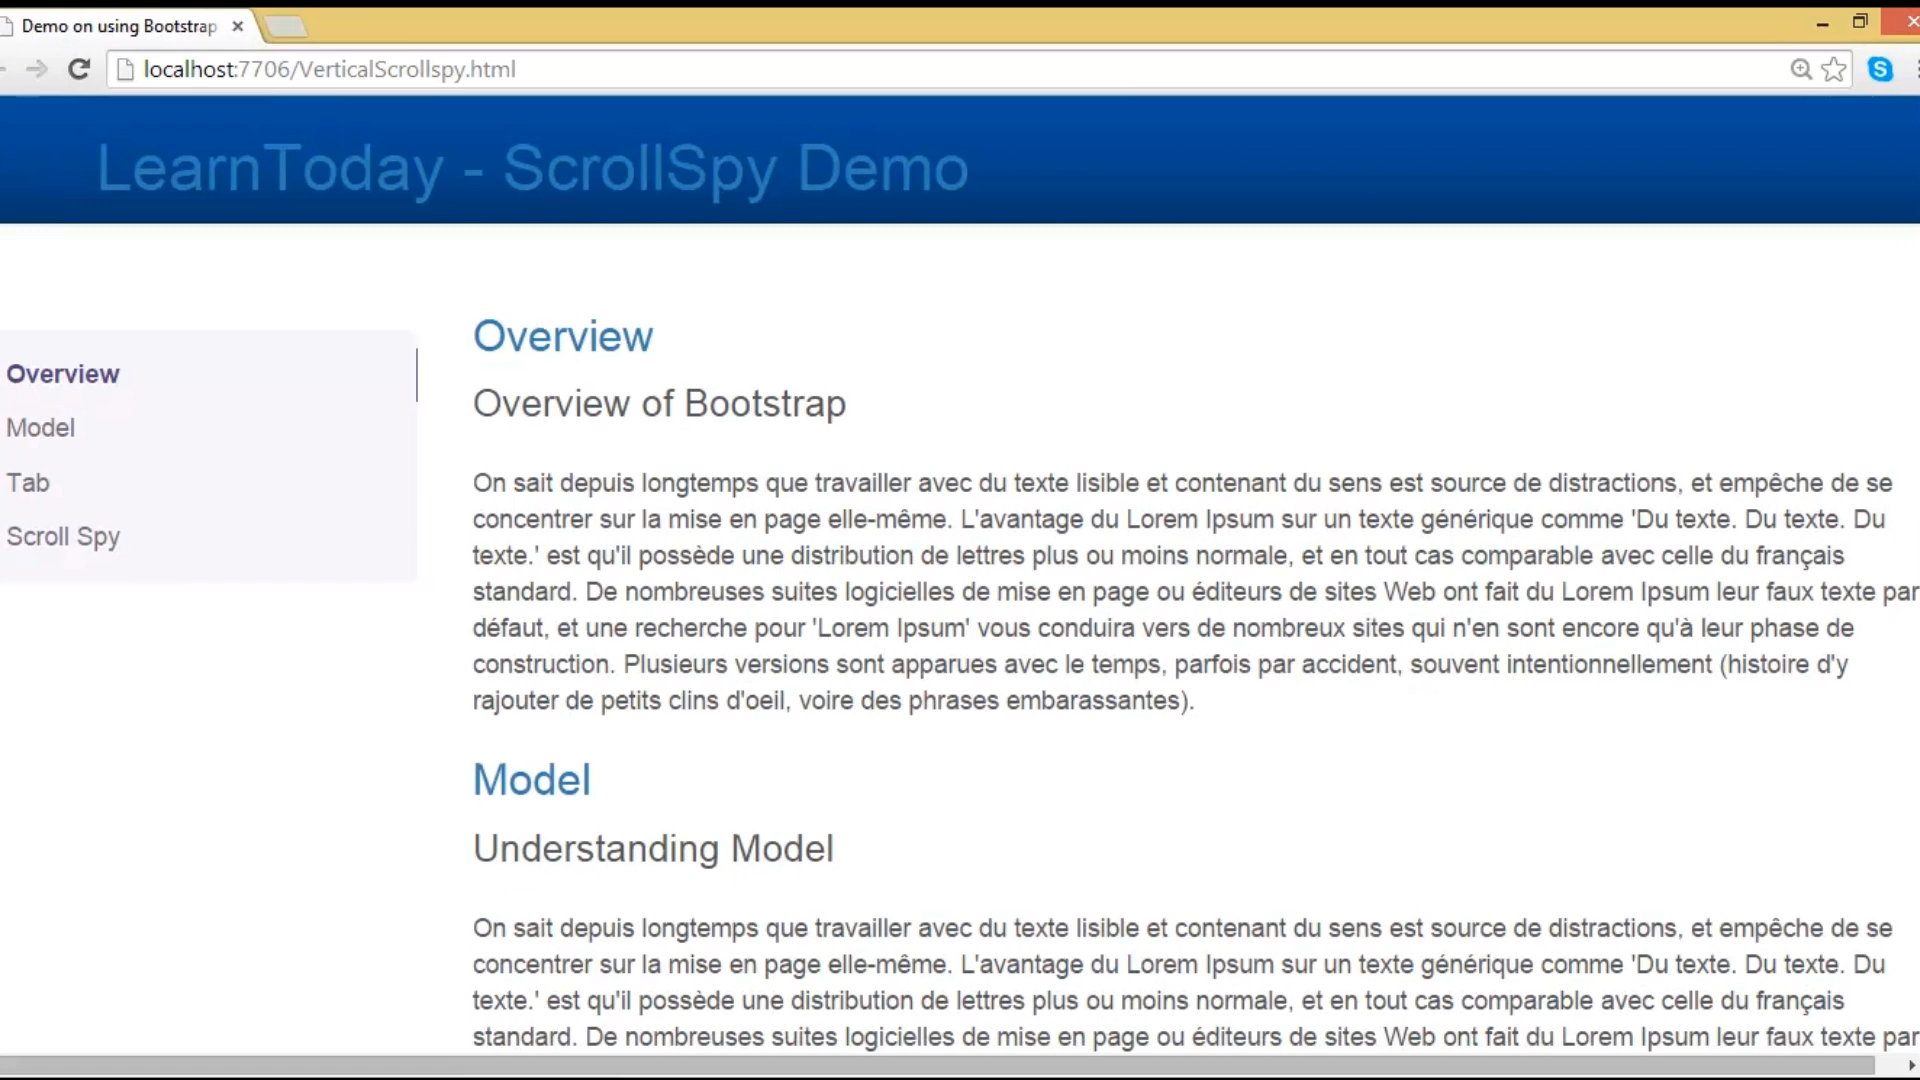 Demo on using Bootstrap
localhost:7706/VerticalScrollspy.html
LearnToday - ScrollSpy Demo
Overview
Model
Tab
Scroll Spy
Overview
Overview of Bootstrap
On sait depuis longtemps que travailler avec du texte lisible et contenant du sens est source de distractions, et empêche de se
concentrer sur la mise en page elle-même. L'avantage du Lorem Ipsum sur un texte générique comme 'Du texte. Du texte. Du
texte.' est qu'il possède une distribution de lettres plus ou moins normale, et en tout cas comparable avec celle du français
standard. De nombreuses suites logicielles de mise en page ou éditeurs de sites Web ont fait du Lorem Ipsum leur faux texte par
défaut, et une recherche pour 'Lorem Ipsum' vous conduira vers de nombreux sites qui n'en sont encore qu'à leur phase de
construction. Plusieurs versions sont apparues avec le temps, parfois par accident, souvent intentionnellement (histoire d'y
rajouter de petits clins d'oeil, voire des phrases embarassantes).
Model
Understanding Model
On sait depuis longtemps que travailler avec du texte lisible et contenant du sens est source de distractions, et empêche de se
concentrer sur la mise en page elle-même. L'avantage du Lorem Ipsum sur un texte générique comme 'Du texte. Du texte. Du
texte.' est qu'il possède une distribution de lettres plus ou moins normale, et en tout cas comparable avec celle du français
standard. De nombreuses suites logicielles de mise en page ou éditeurs de sites Web ont fait du Lorem Ipsum leur faux texte par